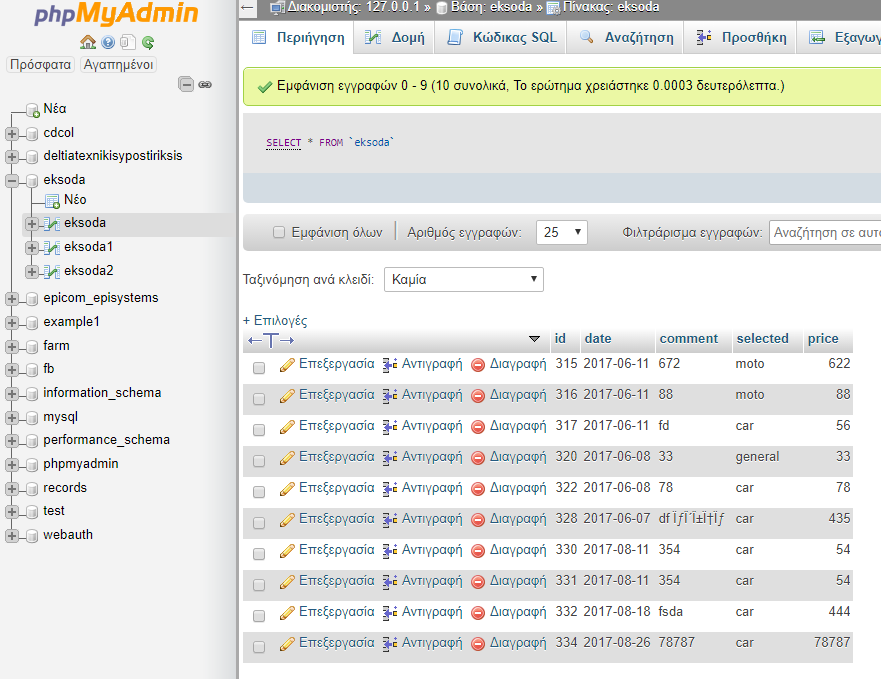 phpMyAdmin
Πρόσφατα Αγαπημένοι
Νέα
cdcol
deltiatexnikisypostiriksis
eksoda
Νέο
eksoda
eksoda1
eksoda2
epicom_episystems
example1
farm
fb
information_schema
mysql
performance_schema
phpmyadmin
records
test
webauth
Διακομιστής: 127.0.0.1 » Βάση: eksoda » Πίνακας: eksoda
Περιήγηση Δομή Κώδικας SQL Αναζήτηση Προσθήκη Εξαγωγ
Εμφάνιση εγγραφών 0 - 9 (10 συνολικά, Το ερώτημα χρειάστηκε 0.0003 δευτερόλεπτα.)
SELECT * FROM `eksoda`
Εμφάνιση όλων Αριθμός εγγραφών: 25 Φιλτράρισμα εγγραφών: Αναζήτηση σε αυτό
Ταξινόμηση ανά κλειδί: Καμία
+ Επιλογές
←T→ id date comment selected price
Επεξεργασία Αντιγραφή Διαγραφή 315 2017-06-11 672 moto 622
Επεξεργασία Αντιγραφή Διαγραφή 316 2017-06-11 88 moto 88
Επεξεργασία Αντιγραφή Διαγραφή 317 2017-06-11 fd car 56
Επεξεργασία Αντιγραφή Διαγραφή 320 2017-06-08 33 general 33
Επεξεργασία Αντιγραφή Διαγραφή 322 2017-06-08 78 car 78
Επεξεργασία Αντιγραφή Διαγραφή 328 2017-06-07 df ÏƒÎ´Î±Ï†Ïƒ car 435
Επεξεργασία Αντιγραφή Διαγραφή 330 2017-08-11 354 car 54
Επεξεργασία Αντιγραφή Διαγραφή 331 2017-08-11 354 car 54
Επεξεργασία Αντιγραφή Διαγραφή 332 2017-08-18 fsda car 444
Επεξεργασία Αντιγραφή Διαγραφή 334 2017-08-26 78787 car 78787